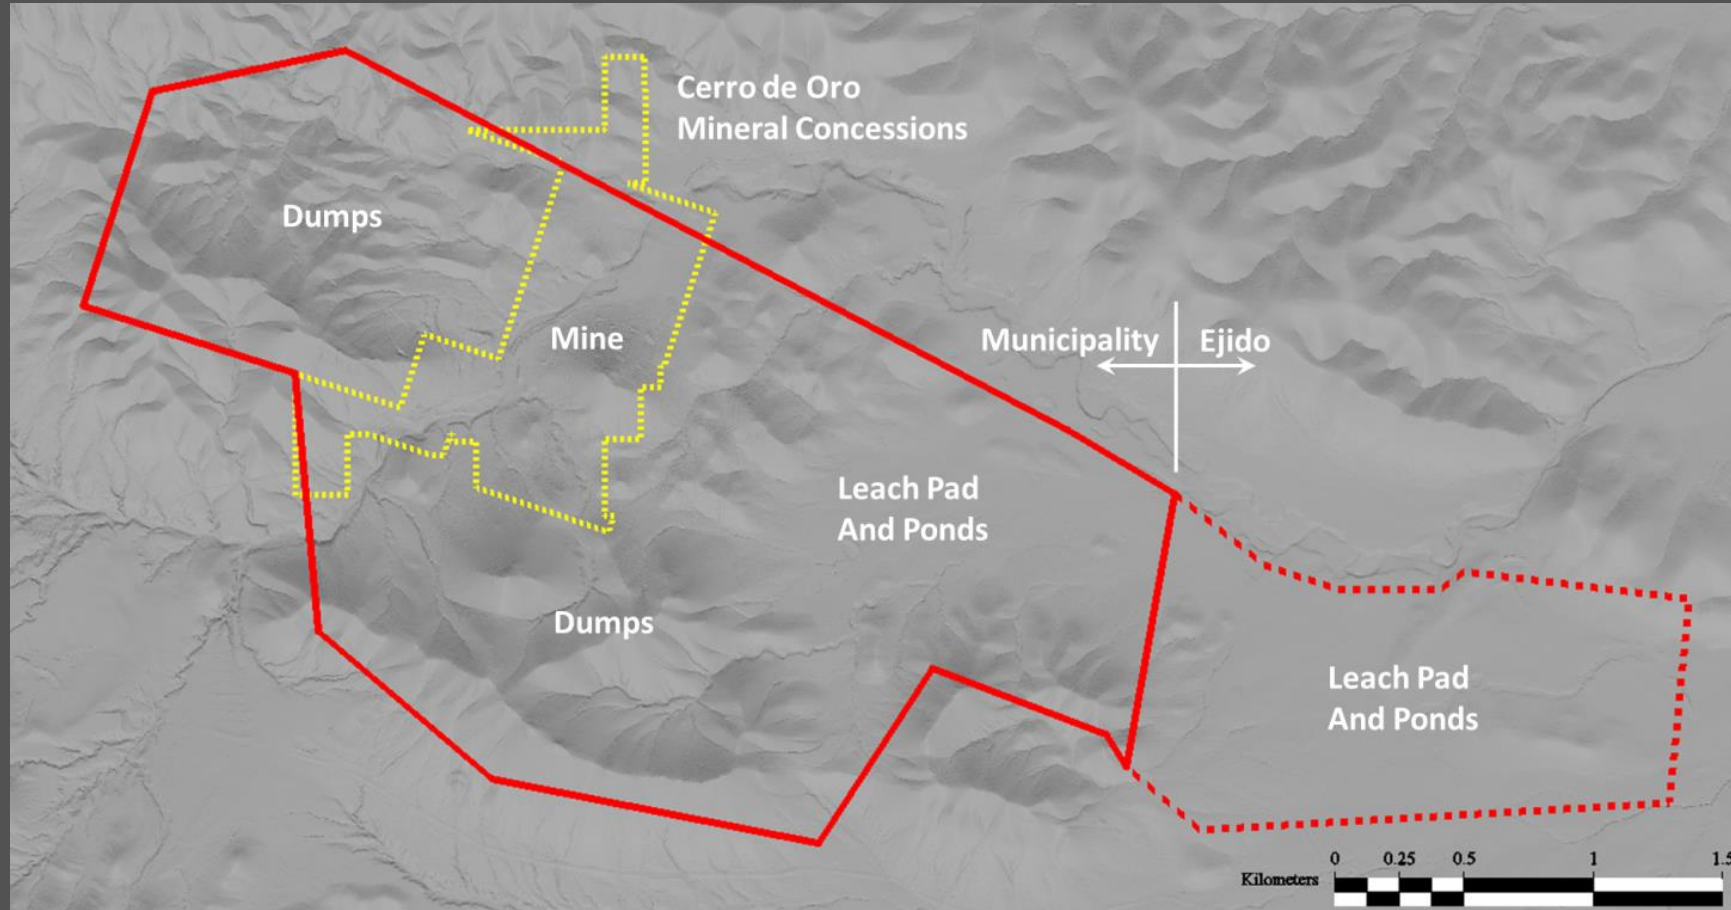 Cerro de Oro
Mineral Concessions
Dumps
Mine
Municipality
Ejido
Leach Pad
And Ponds
Dumps
Leach Pad
And Ponds
0 0.25 0.5 1 1.5
Kilometers